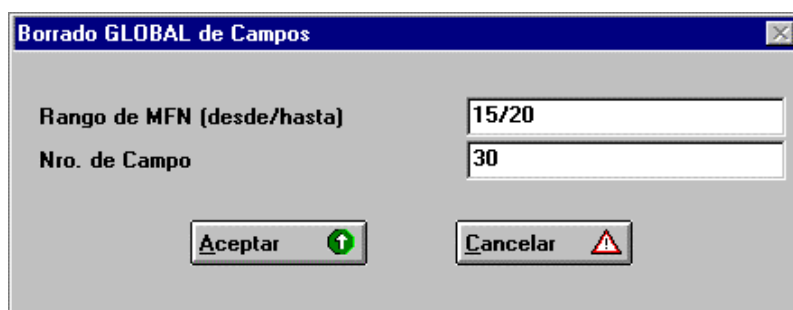 Borrado GLOBAL de Campos
Rango de MFN (desde/hasta) 15/20
Nro. de Campo 30
Aceptar Cancelar